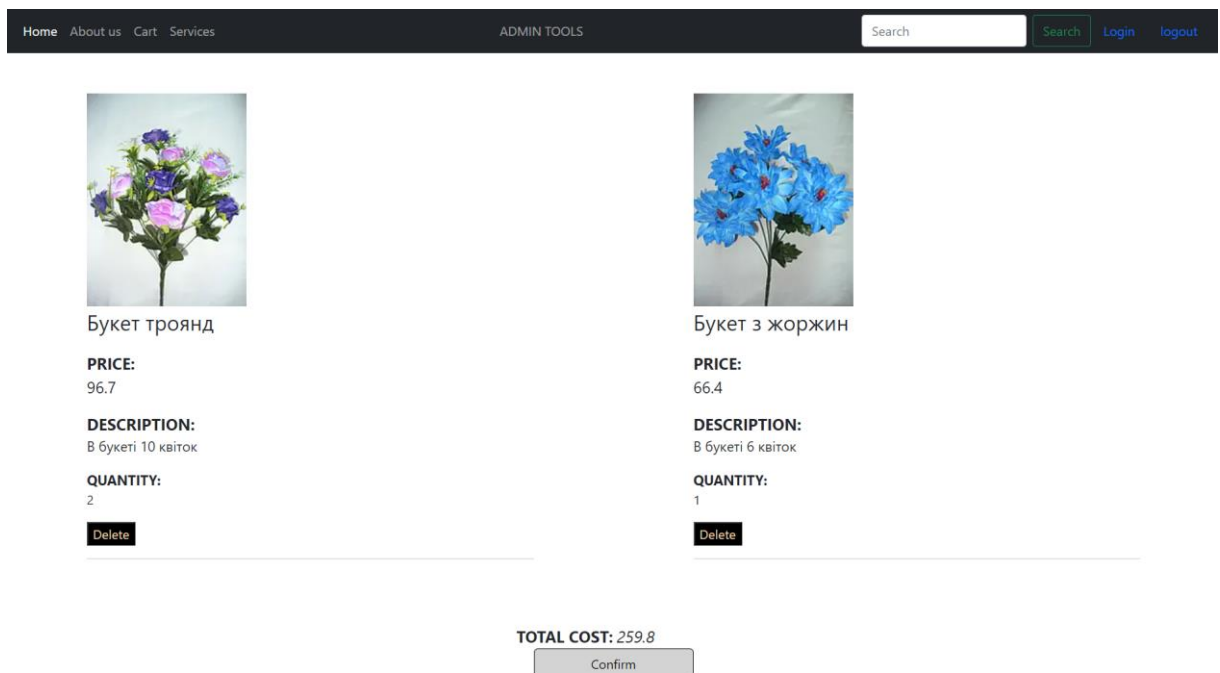 Home About us Cart Services ADMIN TOOLS Search Search Login logout
Букет троянд
PRICE:
96.7
DESCRIPTION:
В букеті 10 квіток
QUANTITY:
2
Delete
Букет з жоржин
PRICE:
66.4
DESCRIPTION:
В букеті 6 квіток
QUANTITY:
1
Delete
TOTAL COST: 259.8
Confirm